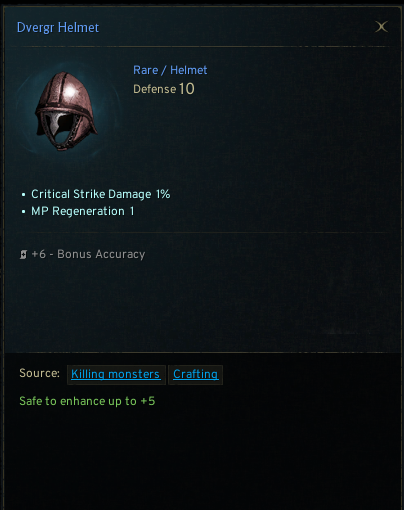 Dvergr Helmet
Rare / Helmet
Defense 10
• Critical Strike Damage 1%
• MP Regeneration 1
+6 - Bonus Accuracy
Source: Killing monsters Crafting
Safe to enhance up to +5